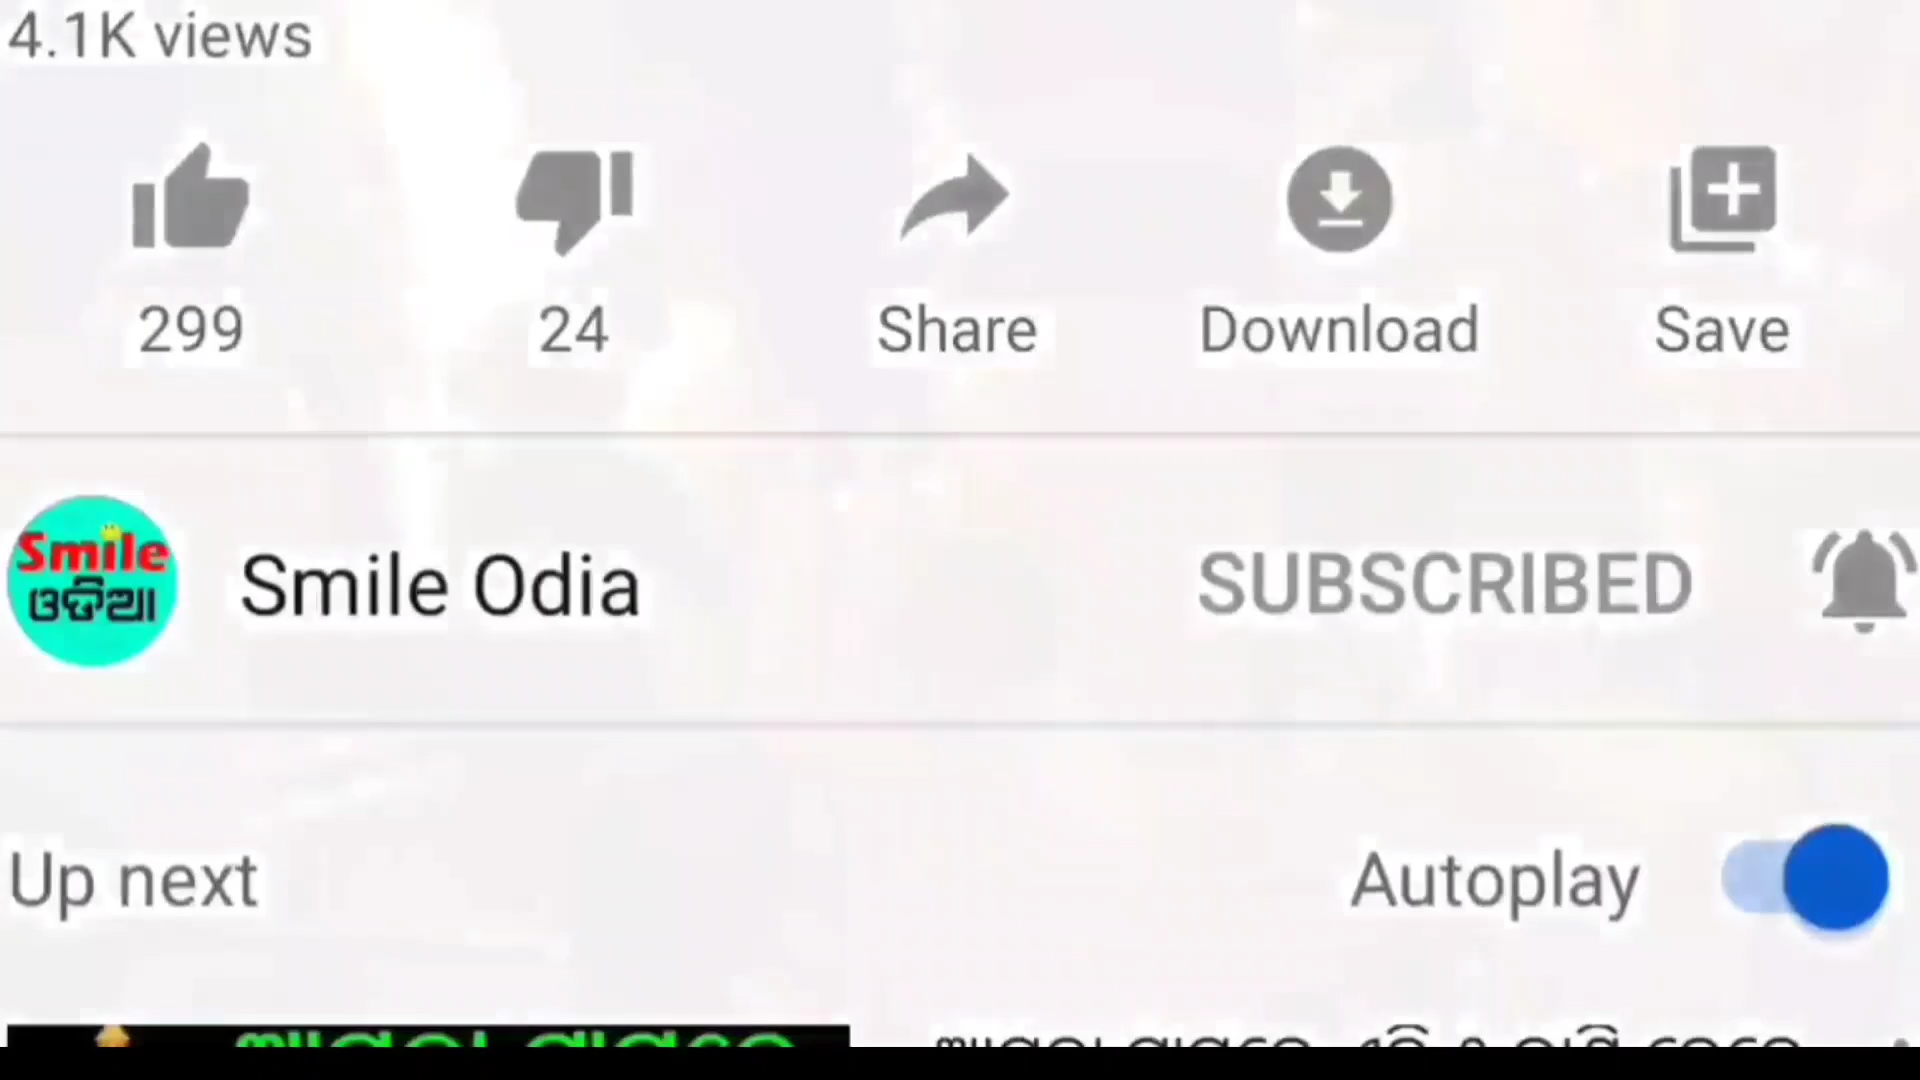 4.1K views
299
24
Share
Download
Save
Smile
ଓଡିଆ
Smile Odia
SUBSCRIBED
Up next
Autoplay